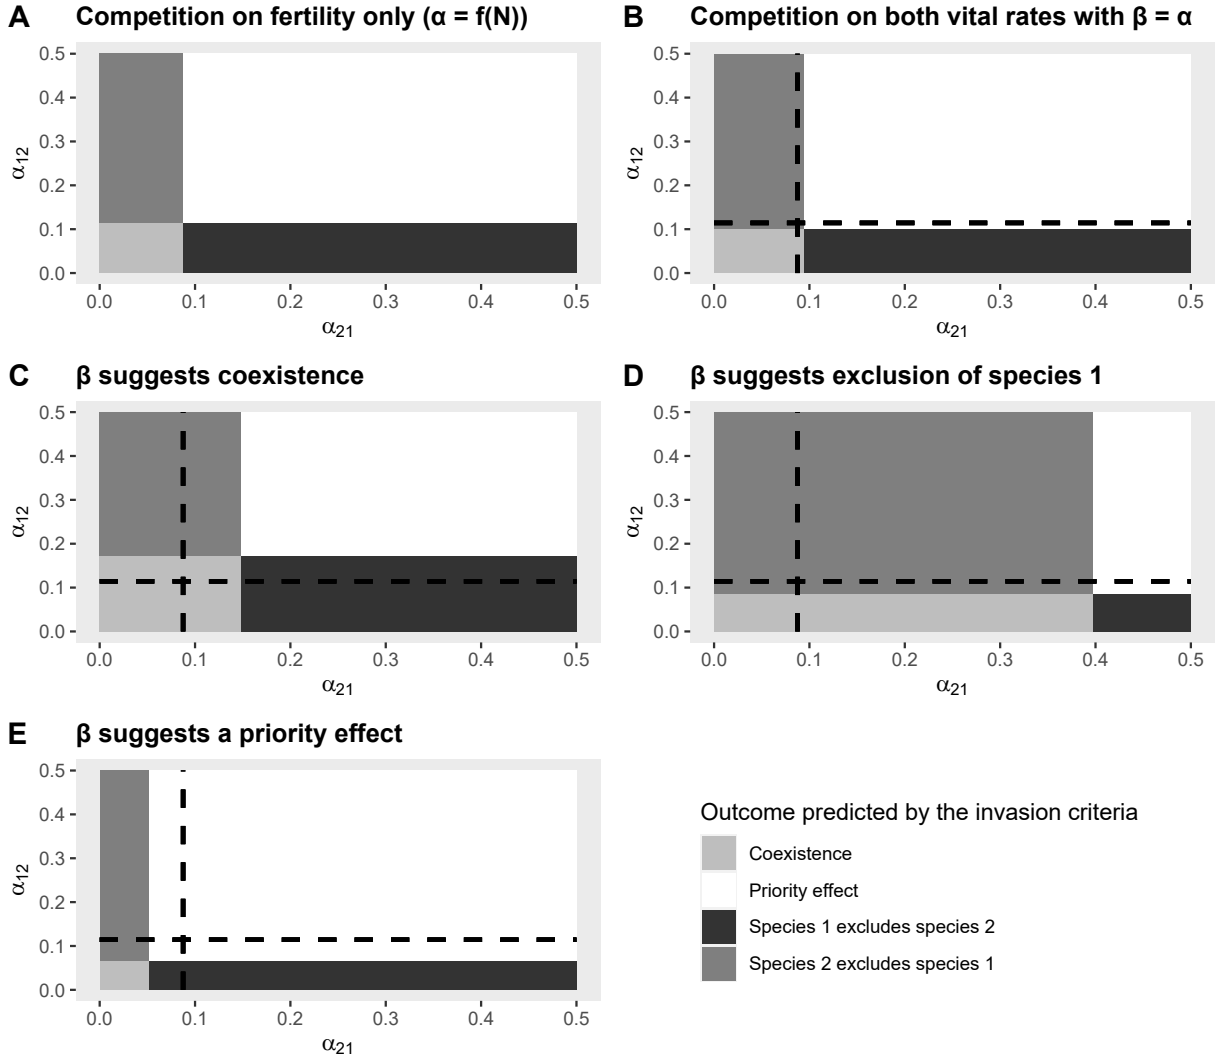 A Competition on fertility only (α = f(N))
0.5
0.4
0.3
0.2
0.1
0.0
α12
0.0 0.1 0.2 0.3 0.4 0.5
α21
B Competition on both vital rates with β = α
0.5
0.4
0.3
0.2
0.1
0.0
α12
0.0 0.1 0.2 0.3 0.4 0.5
α21
C β suggests coexistence
0.5
0.4
0.3
0.2
0.1
0.0
α12
0.0 0.1 0.2 0.3 0.4 0.5
α21
D β suggests exclusion of species 1
0.5
0.4
0.3
0.2
0.1
0.0
α12
0.0 0.1 0.2 0.3 0.4 0.5
α21
E β suggests a priority effect
0.5
0.4
0.3
0.2
0.1
0.0
α12
0.0 0.1 0.2 0.3 0.4 0.5
α21
Outcome predicted by the invasion criteria
Coexistence
Priority effect
Species 1 excludes species 2
Species 2 excludes species 1